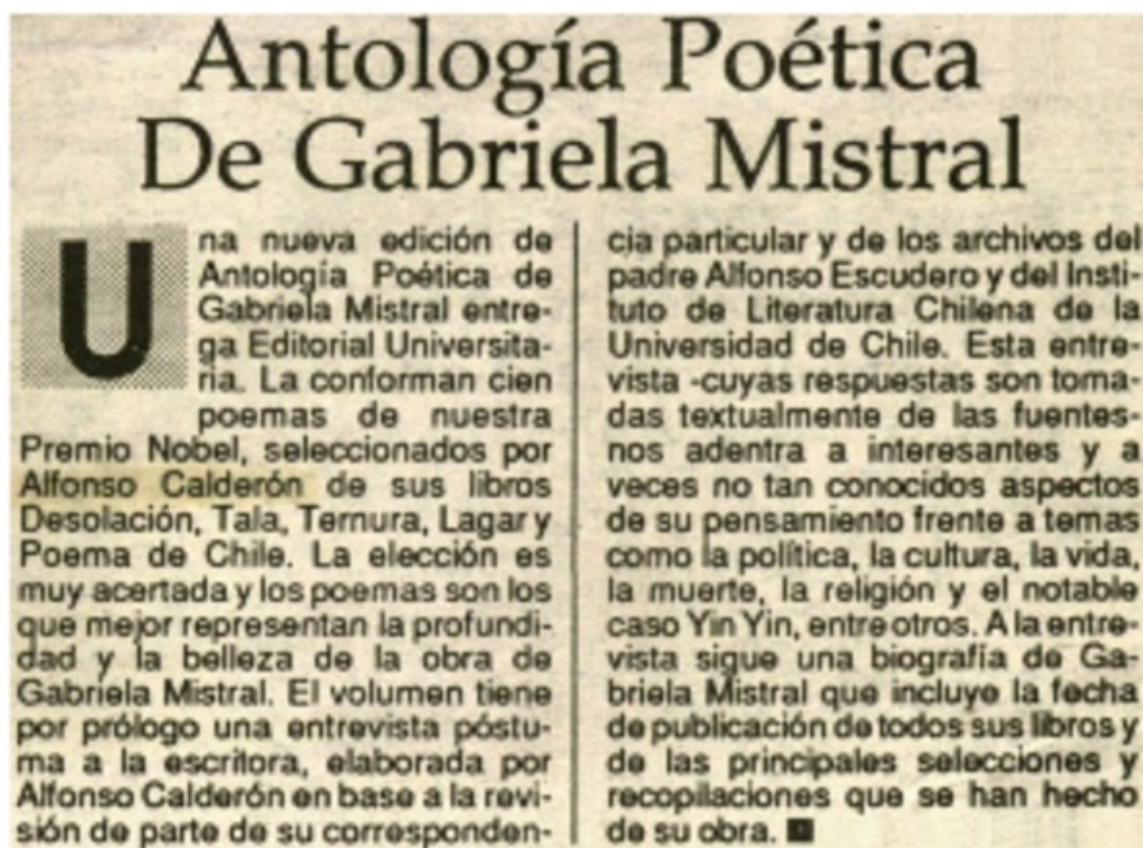 Antología Poética
De Gabriela Mistral
Una nueva edición de
Antología Poética de
Gabriela Mistral entre-
ga Editorial Universita-
ria. La conforman cien
poemas de nuestra
Premio Nobel, seleccionados por
Alfonso Calderón de sus libros
Desolación, Tala, Ternura, Lagar y
Poema de Chile. La elección es
muy acertada y los poemas son los
que mejor representan la profundi-
dad y la belleza de la obra de
Gabriela Mistral. El volumen tiene
por prólogo una entrevista póstu-
ma a la escritora, elaborada por
Alfonso Calderón en base a la revi-
sión de parte de su corresponden-
cia particular y de los archivos del
padre Alfonso Escudero y del Insti-
tuto de Literatura Chilena de la
Universidad de Chile. Esta entre-
vista -cuyas respuestas son toma-
das textualmente de las fuentes-
nos adentra a interesantes y a
veces no tan conocidos aspectos
de su pensamiento frente a temas
como la política, la cultura, la vida,
la muerte, la religión y el notable
caso Yin Yin, entre otros. A la entre-
vista sigue una biografía de Ga-
briela Mistral que incluye la fecha
de publicación de todos sus libros y
de las principales selecciones y
recopilaciones que se han hecho
de su obra.